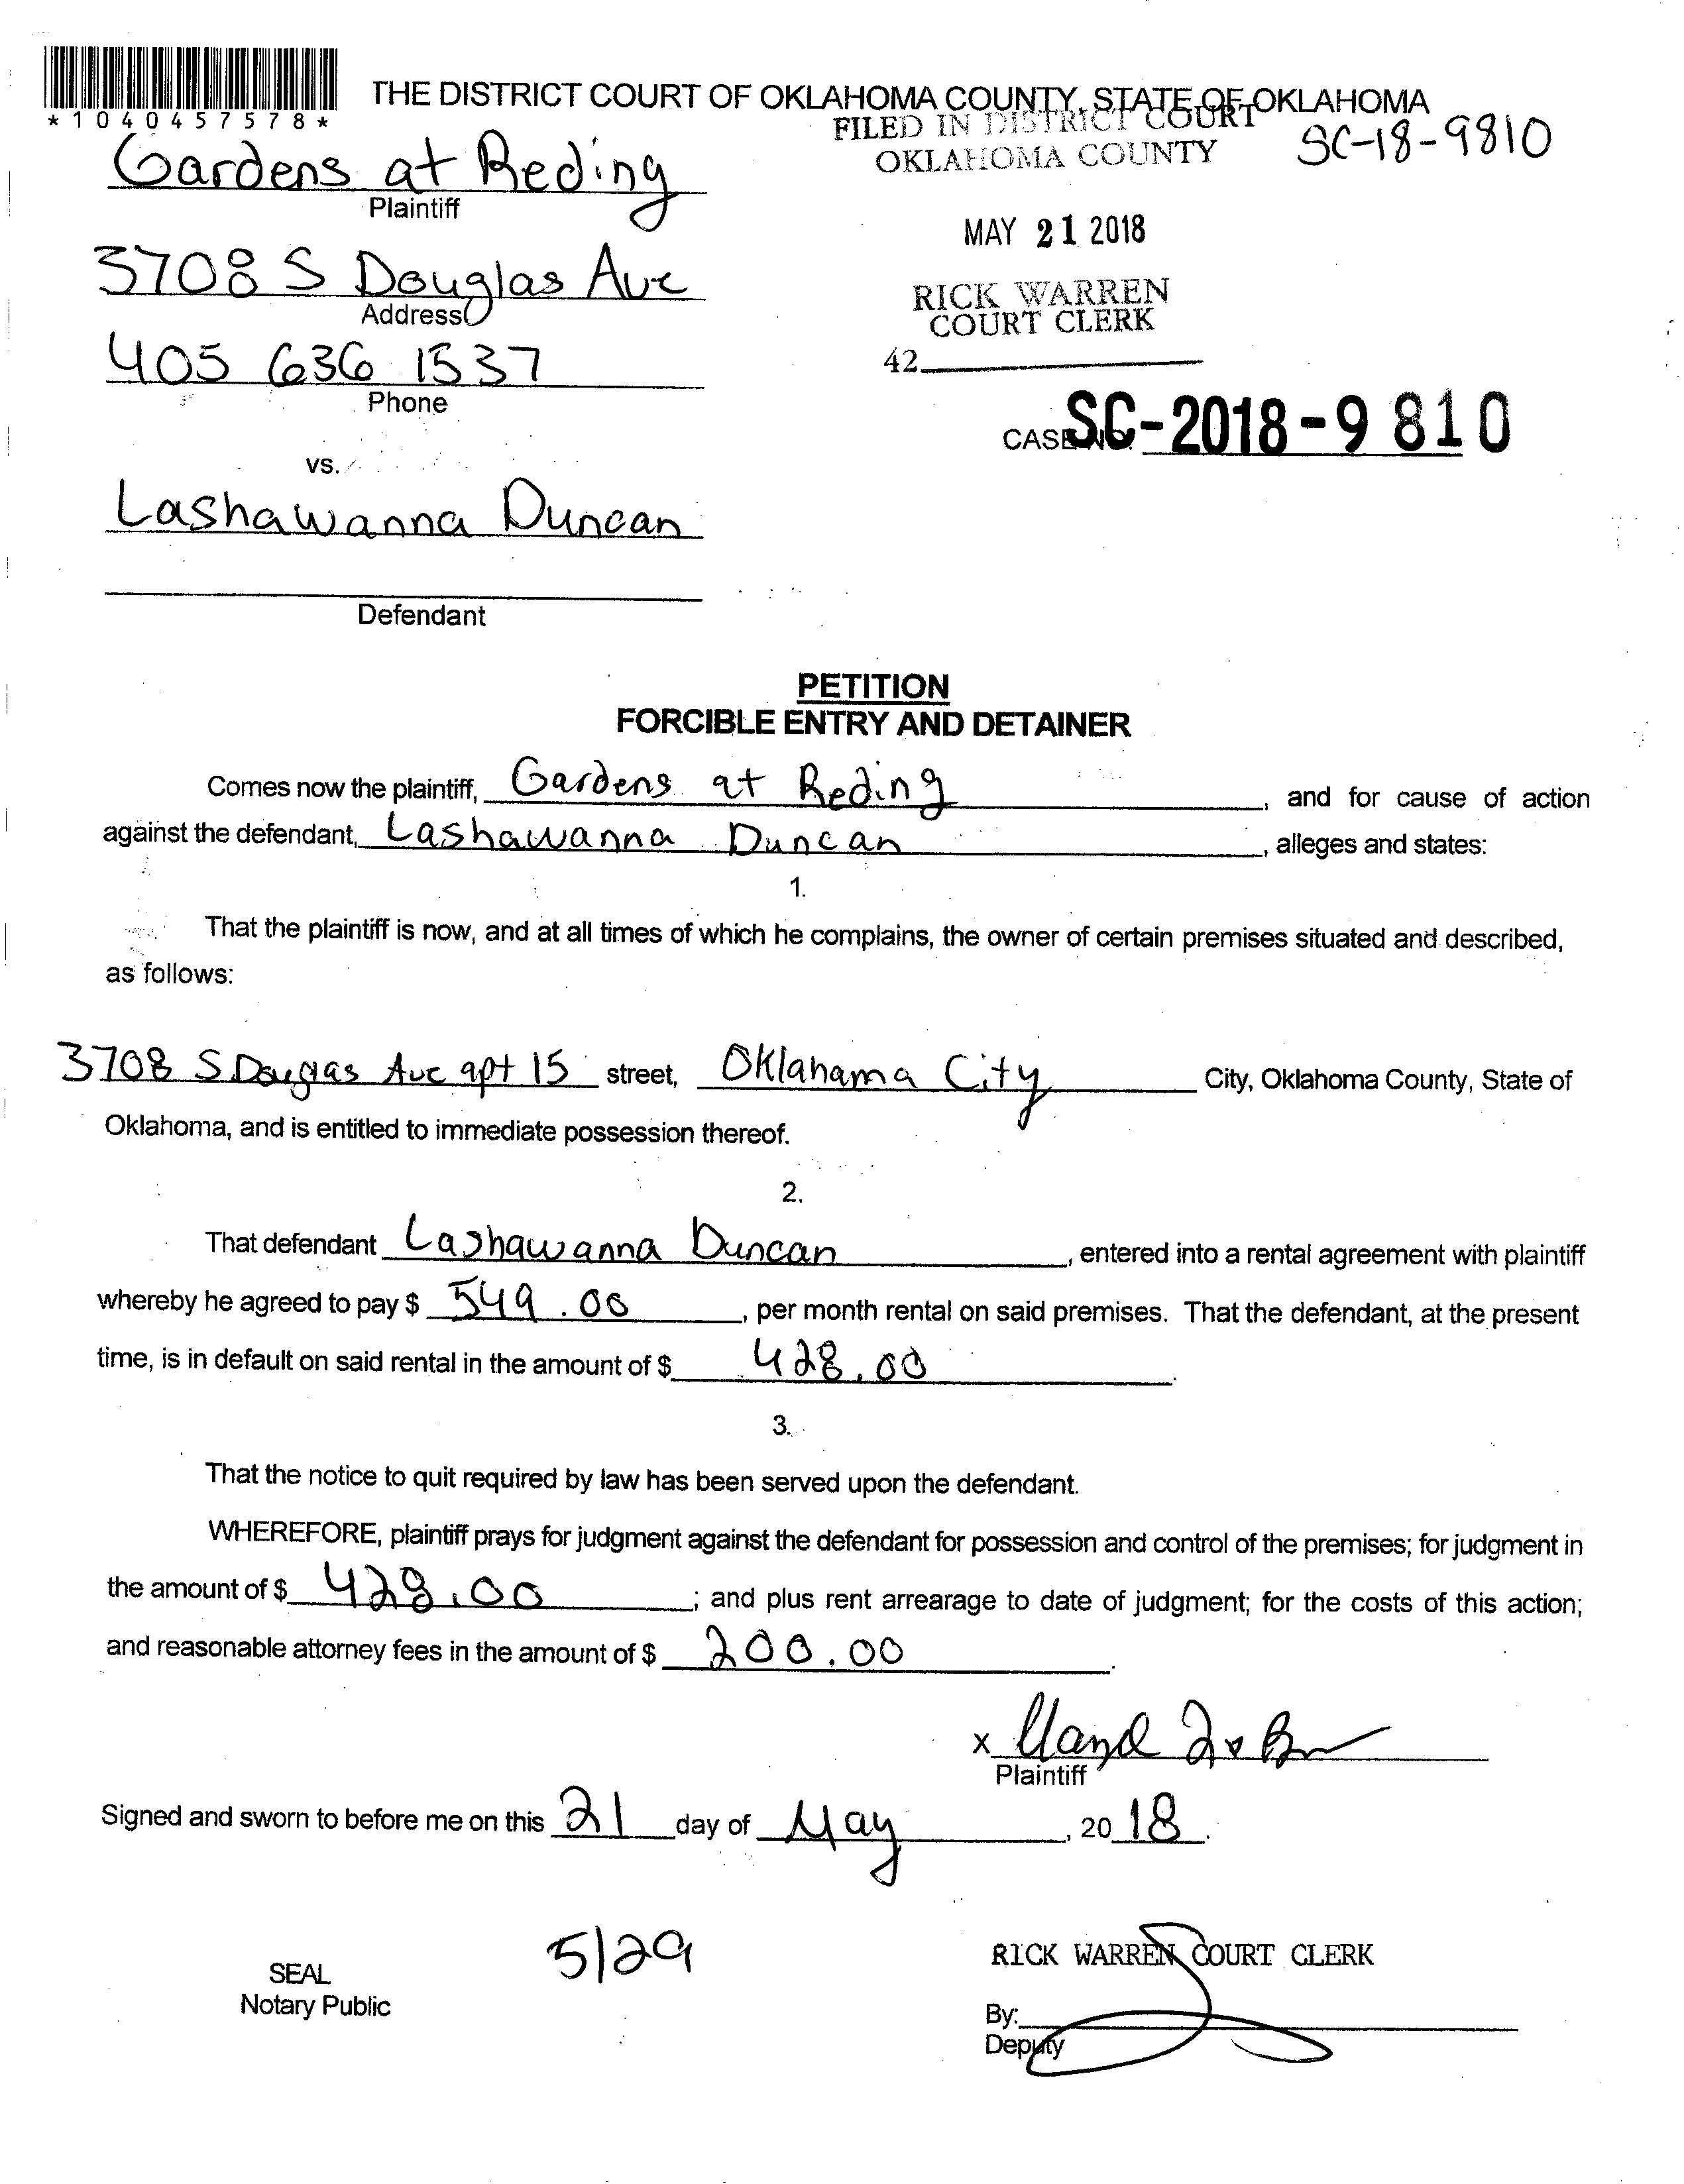 THE DISTRICT COURT OF OKLAHOMA COUNTY, STATE OF OKLAHOMA
*1040457578*
FILED IN DISTRICT COURT
OKLAHOMA COUNTY
SC-18-9810
Gardens at Reding
Plaintiff
MAY 21 2018
3708 S Douglas Ave
Address
RICK WARREN
COURT CLERK
405 636 1537
Phone
42
CASE NO. SC-2018-9810
vs.
Lashawanna Duncan
Defendant
PETITION
FORCIBLE ENTRY AND DETAINER
Comes now the plaintiff, Gardens at Reding, and for cause of action
against the defendant, Lashawanna Duncan, alleges and states:
1.
That the plaintiff is now, and at all times of which he complains, the owner of certain premises situated and described,
as follows:
3708 S Douglas Ave apt 15 street, Oklahama City City, Oklahoma County, State of
Oklahoma, and is entitled to immediate possession thereof.
2.
That defendant Lashawanna Duncan, entered into a rental agreement with plaintiff
whereby he agreed to pay $ 549.00, per month rental on said premises. That the defendant, at the present
time, is in default on said rental in the amount of $ 428.00.
3.
That the notice to quit required by law has been served upon the defendant.
WHEREFORE, plaintiff prays for judgment against the defendant for possession and control of the premises; for judgment in
the amount of $ 428.00; and plus rent arrearage to date of judgment; for the costs of this action;
and reasonable attorney fees in the amount of $ 200.00.
x
Plaintiff
Signed and sworn to before me on this 21 day of May, 2018.
5/29
RICK WARREN COURT CLERK
SEAL
Notary Public
By:
Deputy